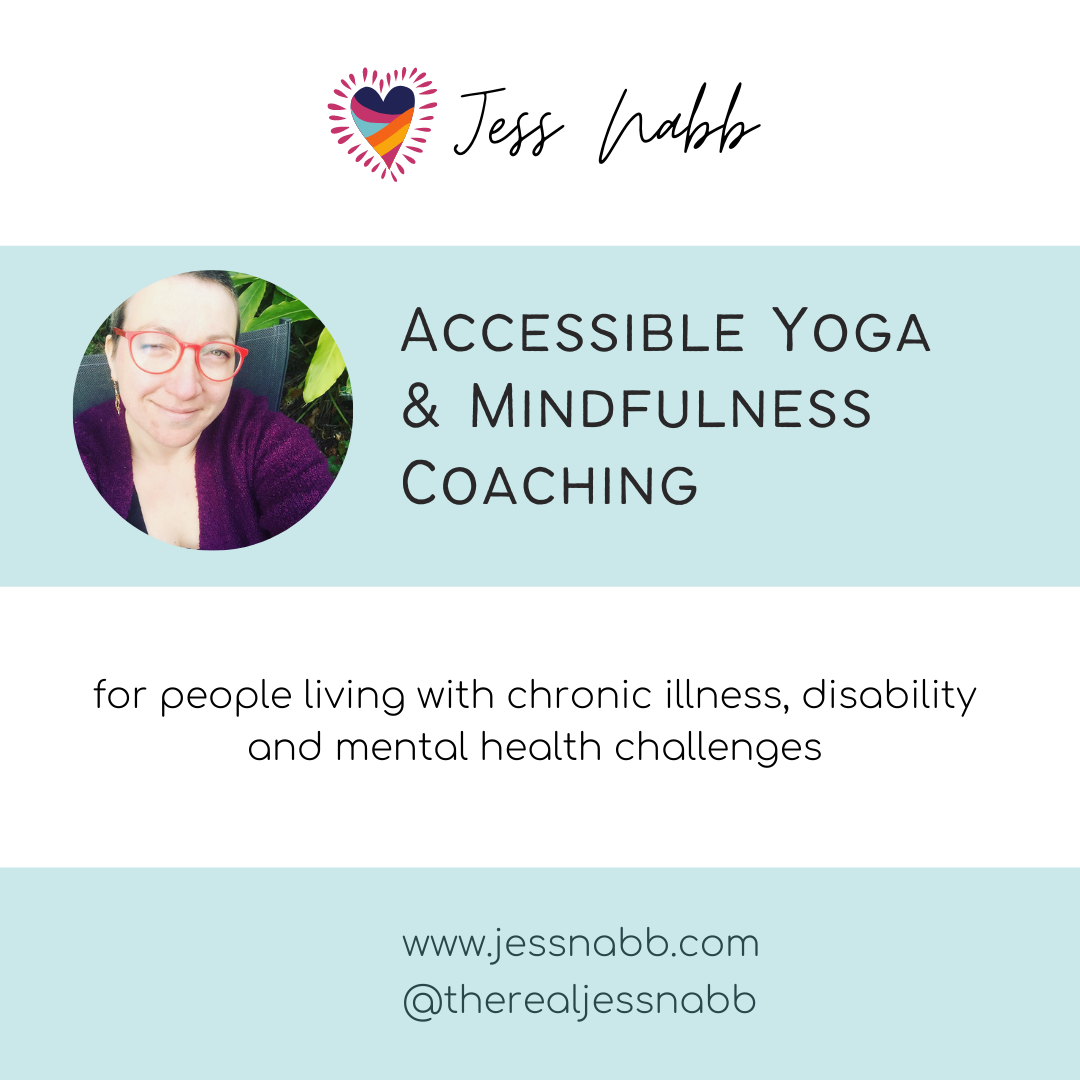 Jess Nabb
Accessible Yoga
& Mindfulness
Coaching
for people living with chronic illness, disability
and mental health challenges
www.jessnabb.com
@therealjessnabb